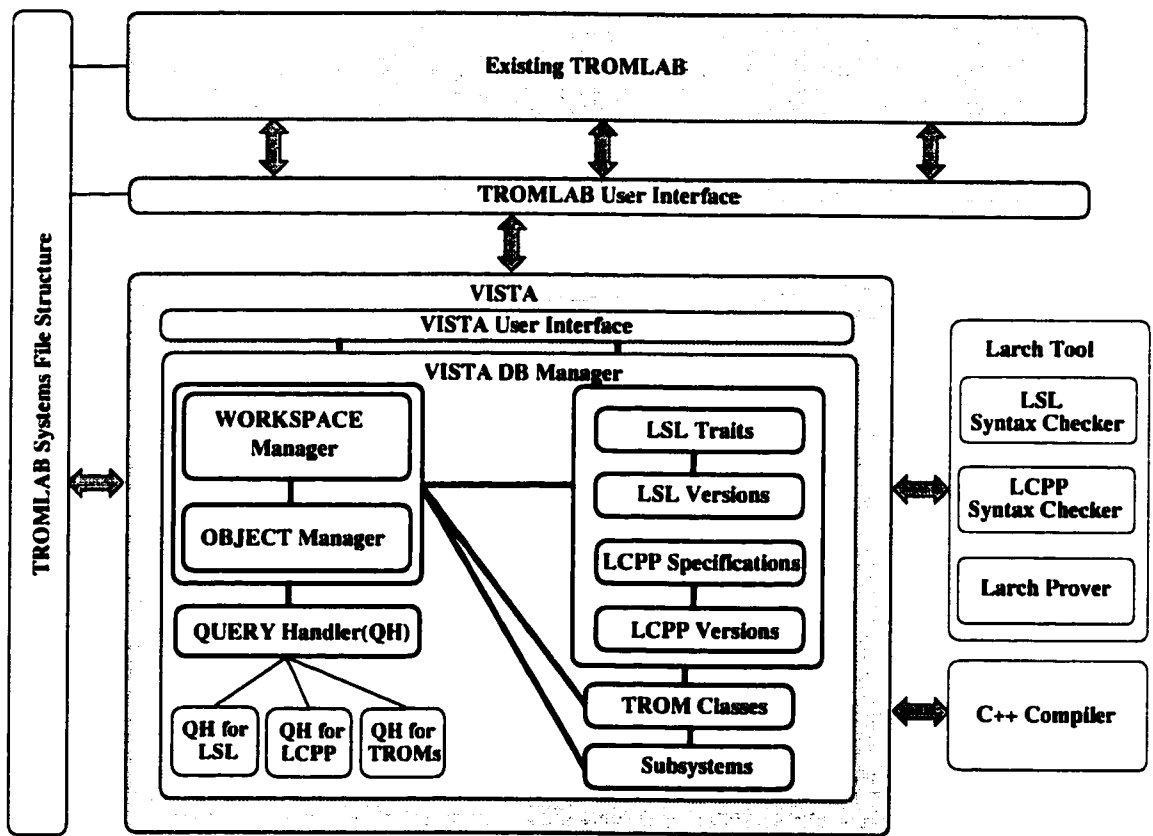 TROMLAB Systems File Structure
Existing TROMLAB
TROMLAB User Interface
VISTA
VISTA User Interface
VISTA DB Manager
WORKSPACE
Manager
OBJECT Manager
QUERY Handler(QH)
QH for
LSL
QH for
LCPP
QH for
TROMs
LSL Traits
LSL Versions
LCPP Specifications
LCPP Versions
TROM Classes
Subsystems
Larch Tool
LSL
Syntax Checker
LCPP
Syntax Checker
Larch Prover
C++ Compiler